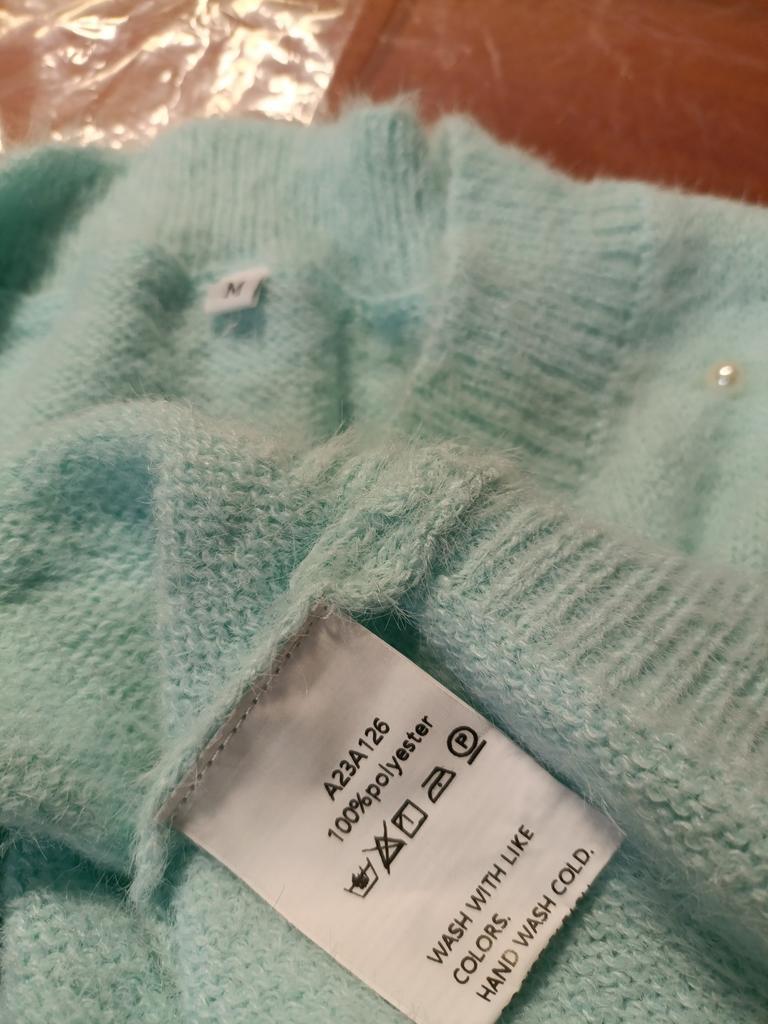 M
A23A126
100%polyester
P
WASH WITH LIKE
COLORS.
HAND WASH COLD.